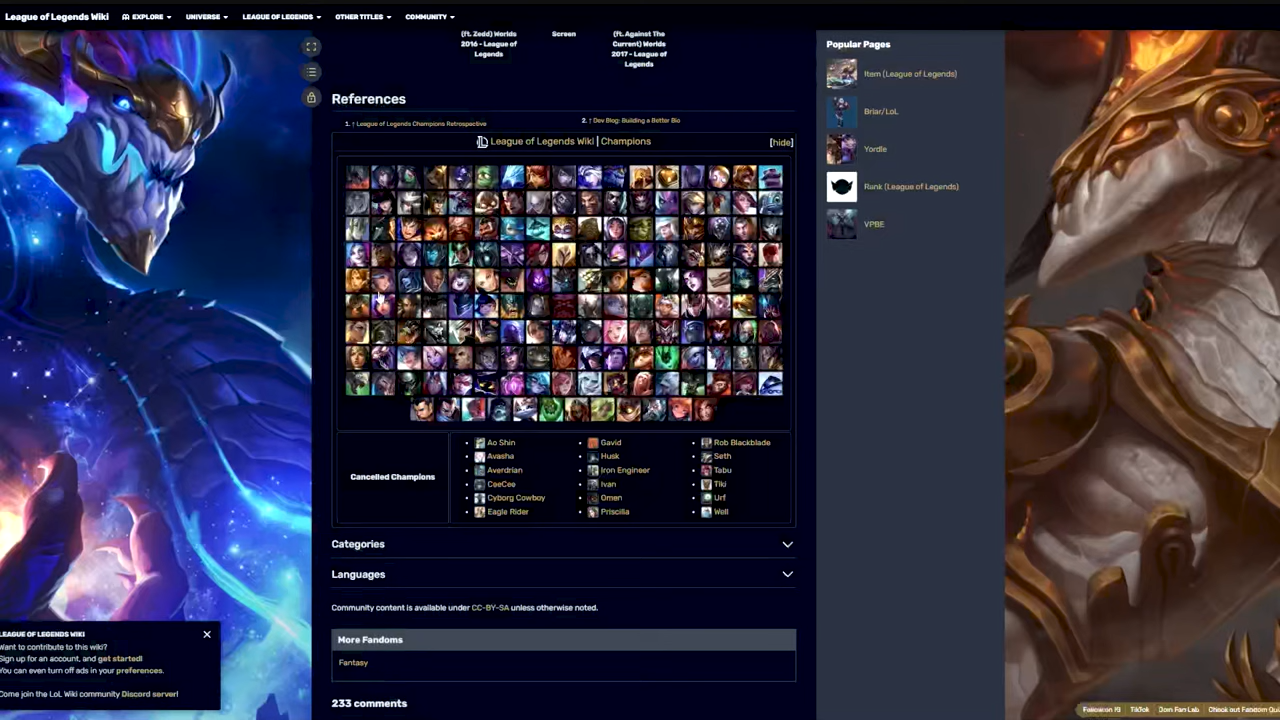 League of Legends Wiki
EXPLORE
UNIVERSE
LEAGUE OF LEGENDS
OTHER TITLES
COMMUNITY
(ft. Zedd) Worlds
2016 - League of
Legends
Screen
(ft. Against The
Current) Worlds
2017 - League of
Legends
References
1. ↑ League of Legends Champions Retrospective
2. ↑ Dev Blog: Building a Better Bio
League of Legends Wiki | Champions
[hide]
Cancelled Champions
Ao Shin
Avasha
Averdrian
CeeCee
Cyborg Cowboy
Eagle Rider
Gavid
Husk
Iron Engineer
Ivan
Omen
Priscilla
Rob Blackblade
Seth
Tabu
Tiki
Urf
Well
Categories
Languages
Community content is available under CC-BY-SA unless otherwise noted.
More Fandoms
Fantasy
233 comments
Popular Pages
Item (League of Legends)
Briar/LoL
Yordle
Rank (League of Legends)
VPBE
LEAGUE OF LEGENDS WIKI
Want to contribute to this wiki?
Sign up for an account, and get started!
You can even turn off ads in your preferences.
Come join the LoL Wiki community Discord server!
Follow on IG
TikTok
Join Fan Lab
Check out Fandom Qui